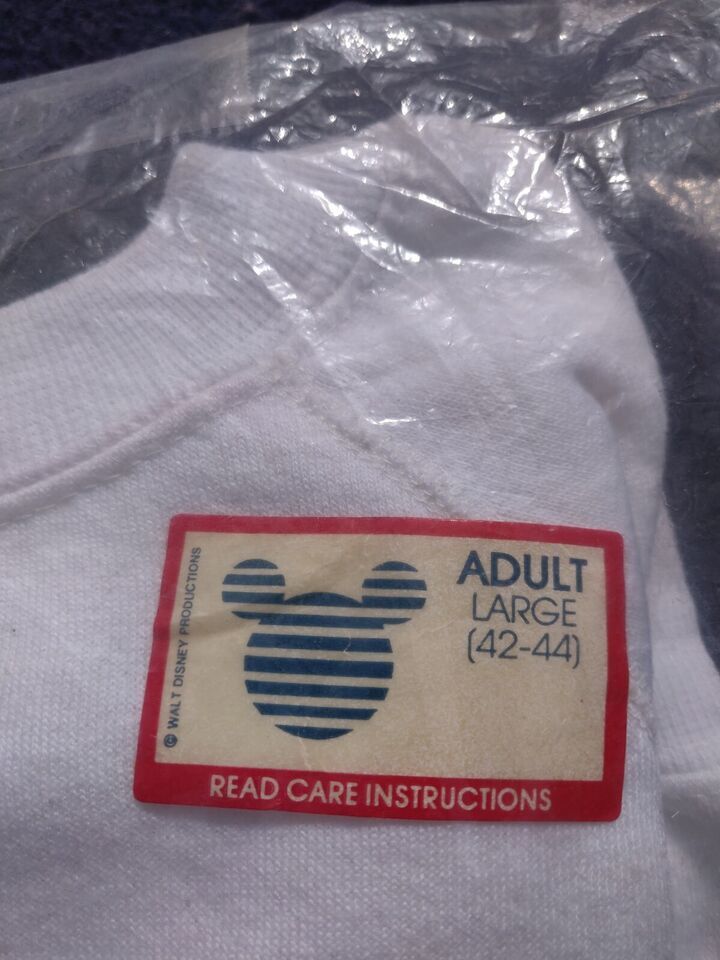 © WALT DISNEY PRODUCTIONS
ADULT
LARGE
(42-44)
READ CARE INSTRUCTIONS